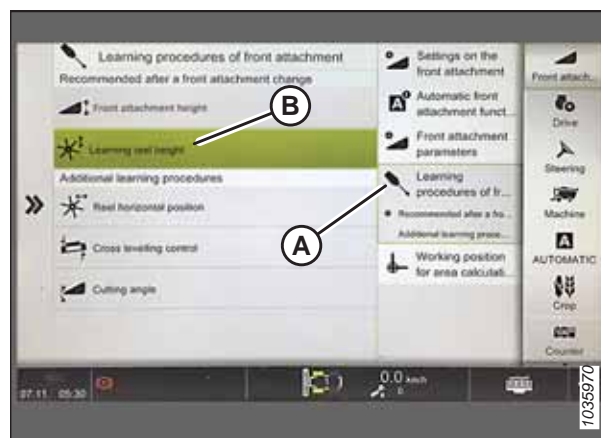 Learning procedures of front attachment
Recommended after a front attachment change
Front attachment height
B
Learning reel height
Additional learning procedures
Reel horizontal position
A
Cross levelling control
Cutting angle
Settings on the
front attachment
Automatic front
attachment funct...
Front attachment
parameters
Learning
procedures of fr...
Recommended after a fro...
Additional learning proce...
Working position
for area calculati...
Front attach...
Drive
Steering
Machine
AUTOMATIC
Crop
Counter
07:11 05:30
0.0 km/h
0
1035970